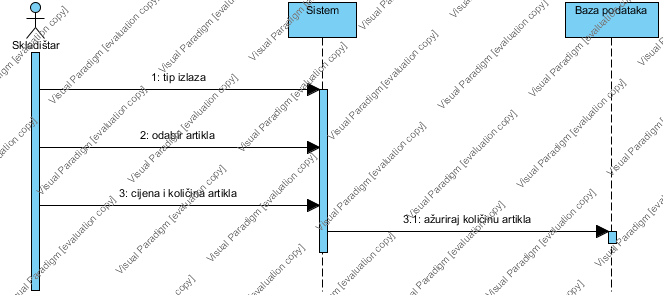 Sistem
Baza podataka
Skladištar
1: tip izlaza
2: odabir artikla
3: cijena i količina artikla
3.1: ažuriraj količinu artikla
Visual Paradigm [evaluation copy]